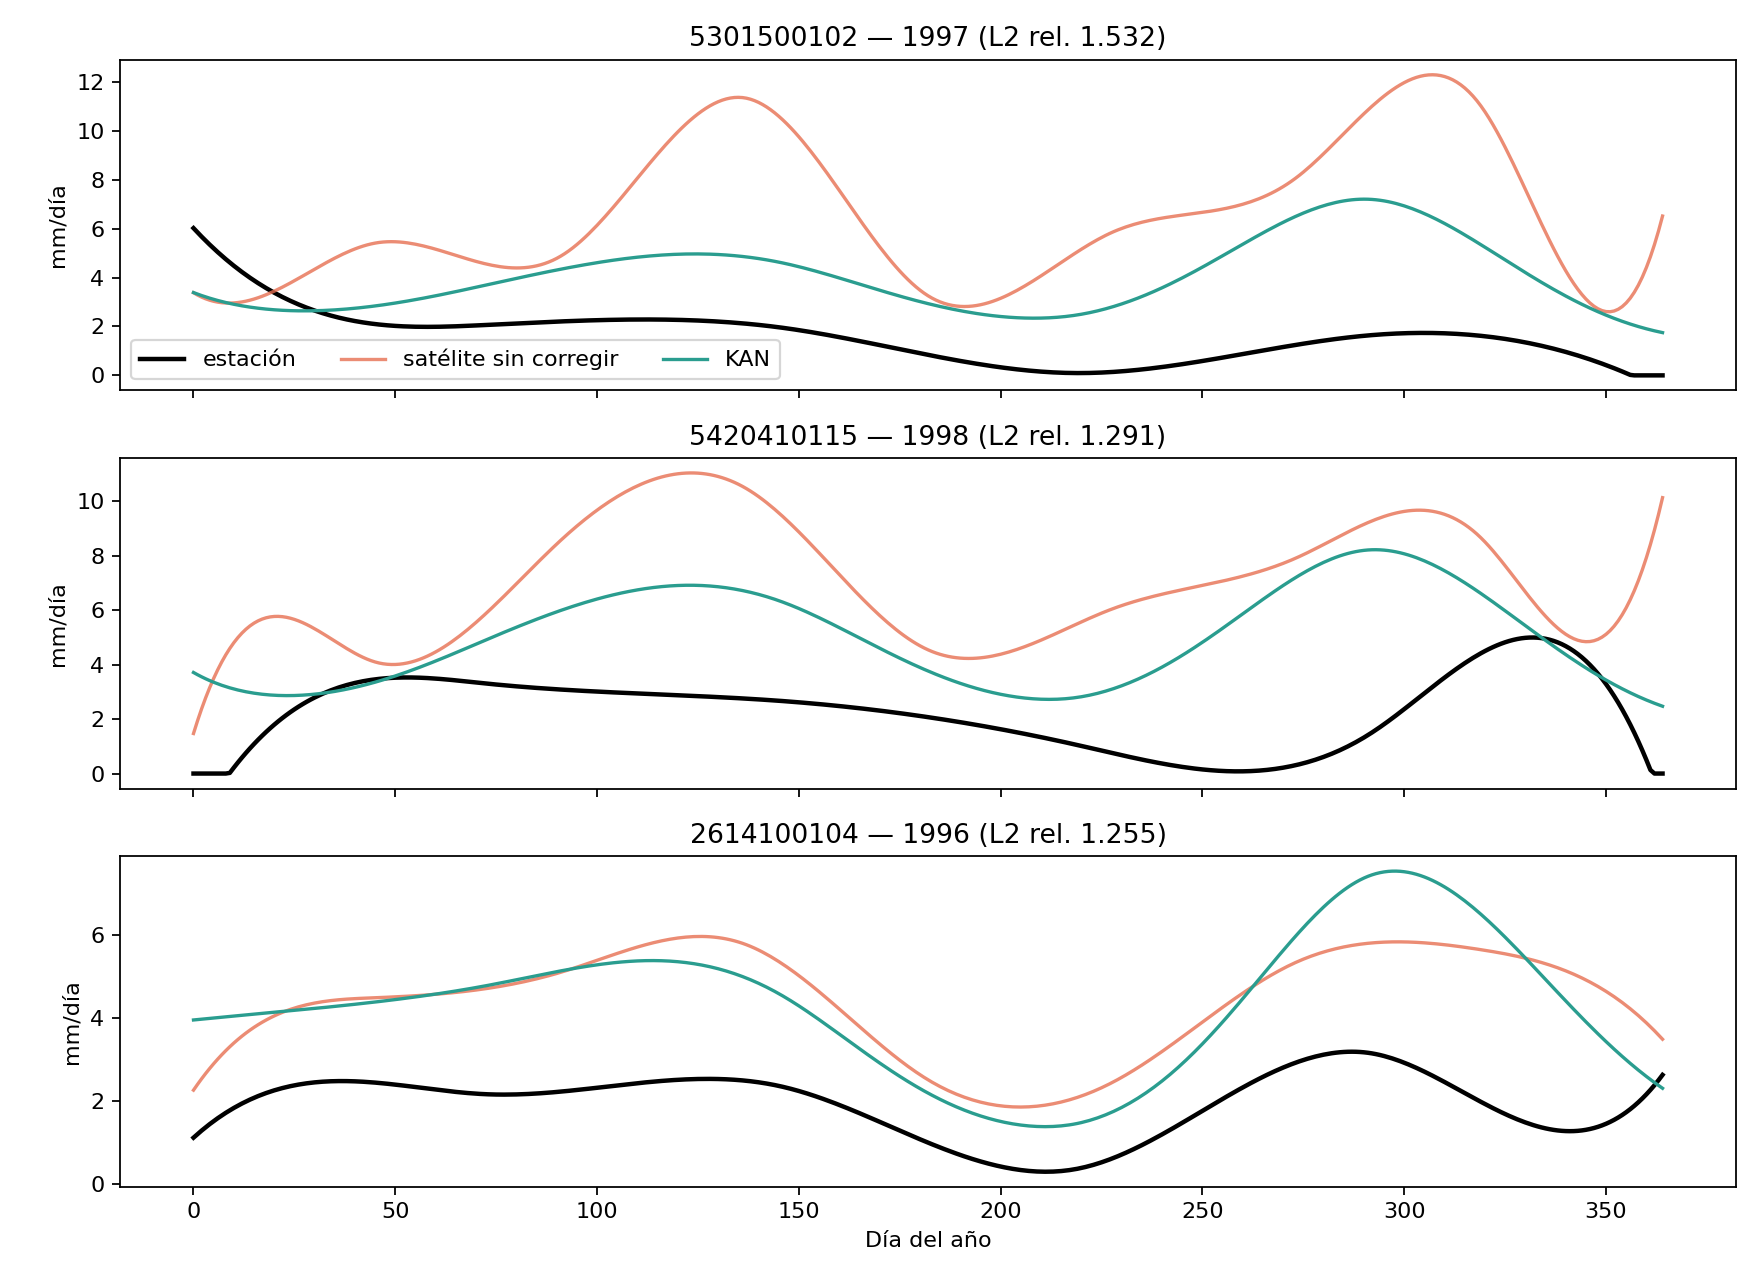 5301500102 — 1997 (L2 rel. 1.532)
12
10
8
6
4
2
0
mm/día
estación
satélite sin corregir
KAN
5420410115 — 1998 (L2 rel. 1.291)
10
8
6
4
2
0
mm/día
2614100104 — 1996 (L2 rel. 1.255)
6
4
2
0
mm/día
0 50 100 150 200 250 300 350
Día del año